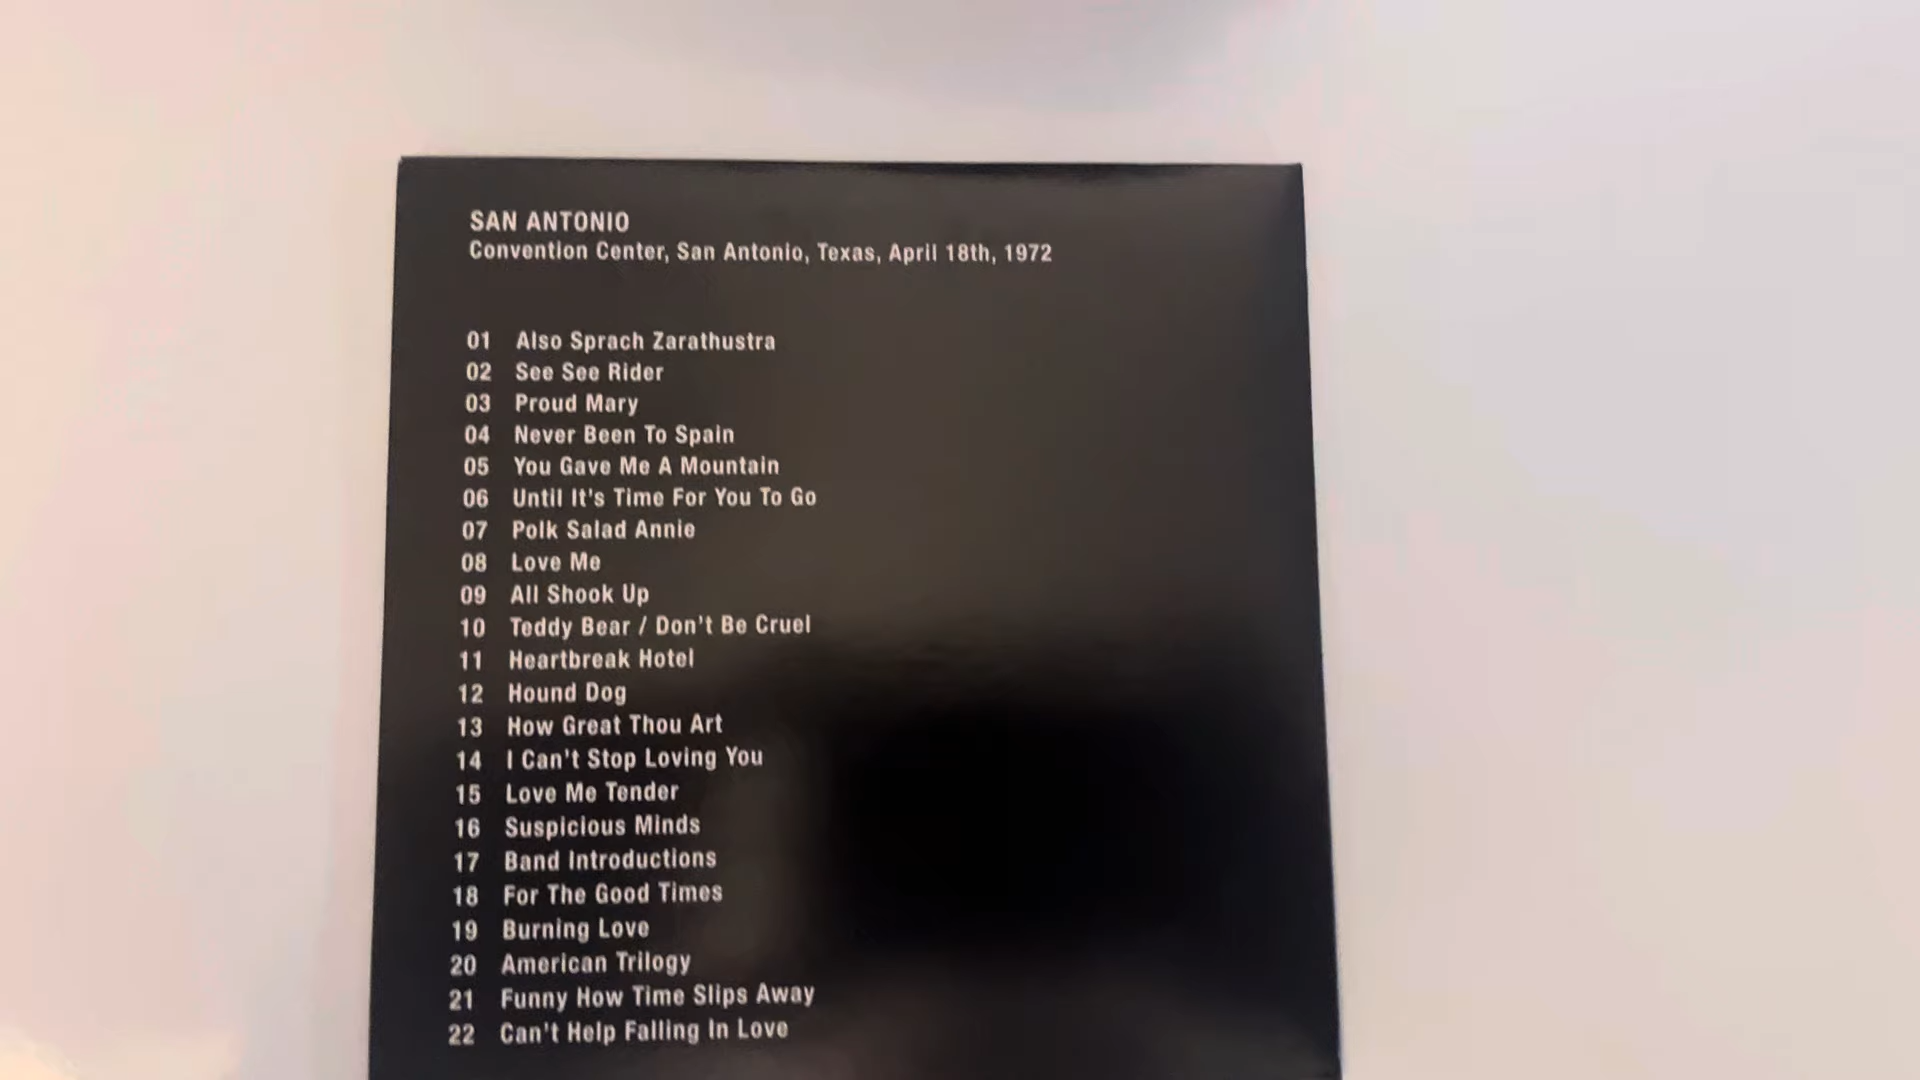 SAN ANTONIO
Convention Center, San Antonio, Texas, April 18th, 1972
01 Also Sprach Zarathustra
02 See See Rider
03 Proud Mary
04 Never Been To Spain
05 You Gave Me A Mountain
06 Until It's Time For You To Go
07 Polk Salad Annie
08 Love Me
09 All Shook Up
10 Teddy Bear / Don't Be Cruel
11 Heartbreak Hotel
12 Hound Dog
13 How Great Thou Art
14 I Can't Stop Loving You
15 Love Me Tender
16 Suspicious Minds
17 Band Introductions
18 For The Good Times
19 Burning Love
20 American Trilogy
21 Funny How Time Slips Away
22 Can't Help Falling In Love